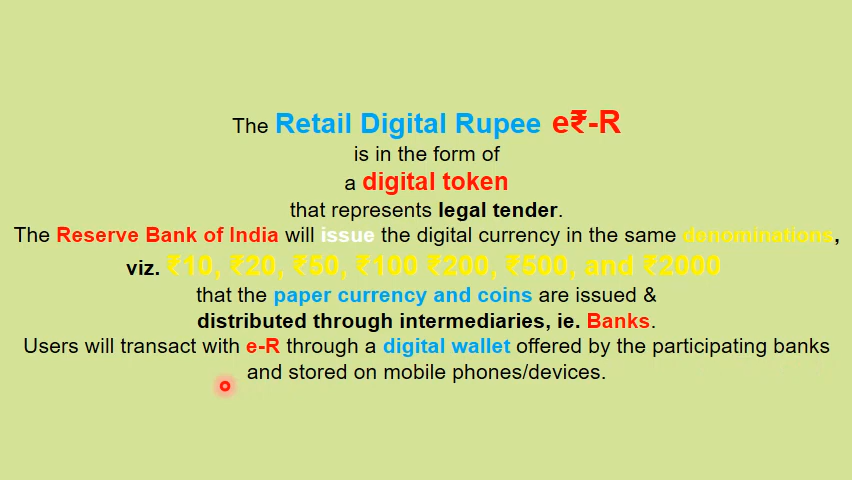 The Retail Digital Rupee e₹-R
is in the form of
a digital token
that represents legal tender.
The Reserve Bank of India will issue the digital currency in the same denominations,
viz. ₹10, ₹20, ₹50, ₹100 ₹200, ₹500, and ₹2000
that the paper currency and coins are issued &
distributed through intermediaries, ie. Banks.
Users will transact with e-R through a digital wallet offered by the participating banks
and stored on mobile phones/devices.